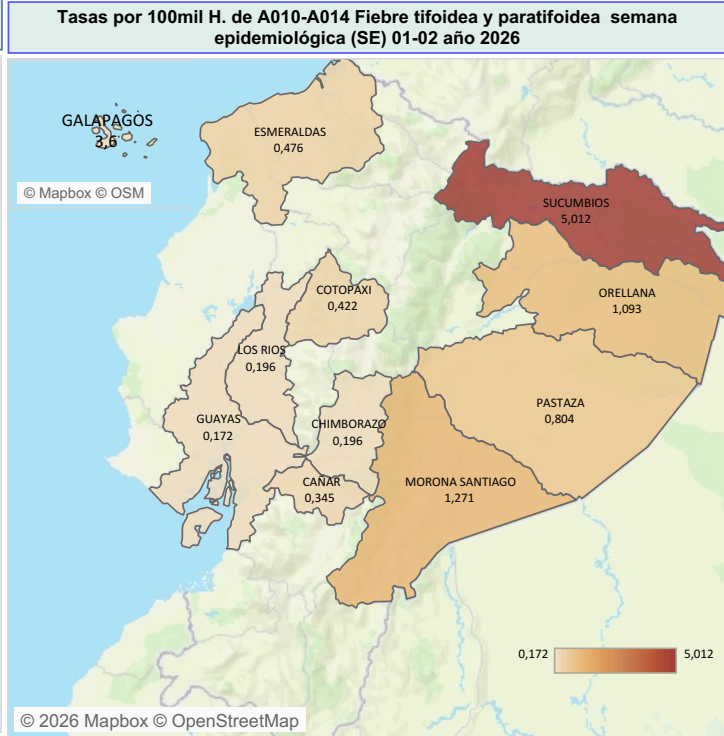 Tasas por 100mil H. de A010-A014 Fiebre tifoidea y paratifoidea semana
epidemiológica (SE) 01-02 año 2026
GALAPAGOS
3,6
© Mapbox © OSM
ESMERALDAS
0,476
SUCUMBIOS
5,012
COTOPAXI
0,422
ORELLANA
1,093
LOS RIOS
0,196
PASTAZA
0,804
GUAYAS
0,172
CHIMBORAZO
0,196
CAÑAR
0,345
MORONA SANTIAGO
1,271
0,172 5,012
© 2026 Mapbox © OpenStreetMap